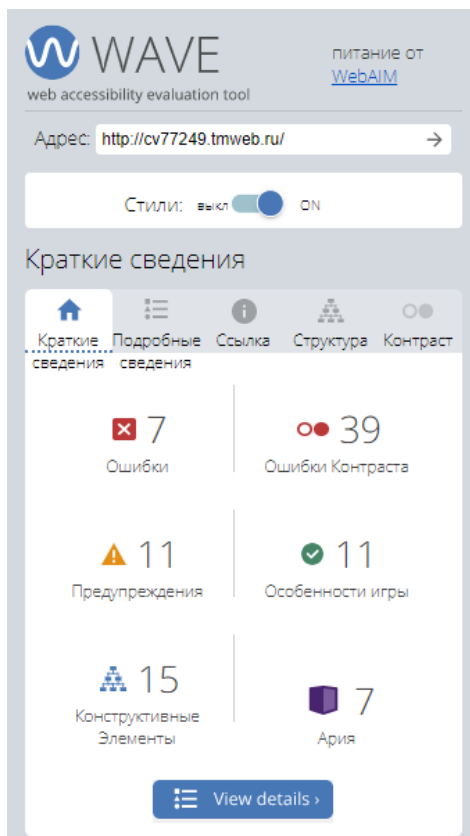 WAVE
web accessibility evaluation tool
питание от
WebAIM
Адрес: http://cv77249.tmweb.ru/
Стили: выкл ON
Краткие сведения
Краткие сведения
Подробные сведения
Ссылка
Структура
Контраст
7
Ошибки
39
Ошибки Контраста
11
Предупреждения
11
Особенности игры
15
Конструктивные
Элементы
7
Ария
View details ›